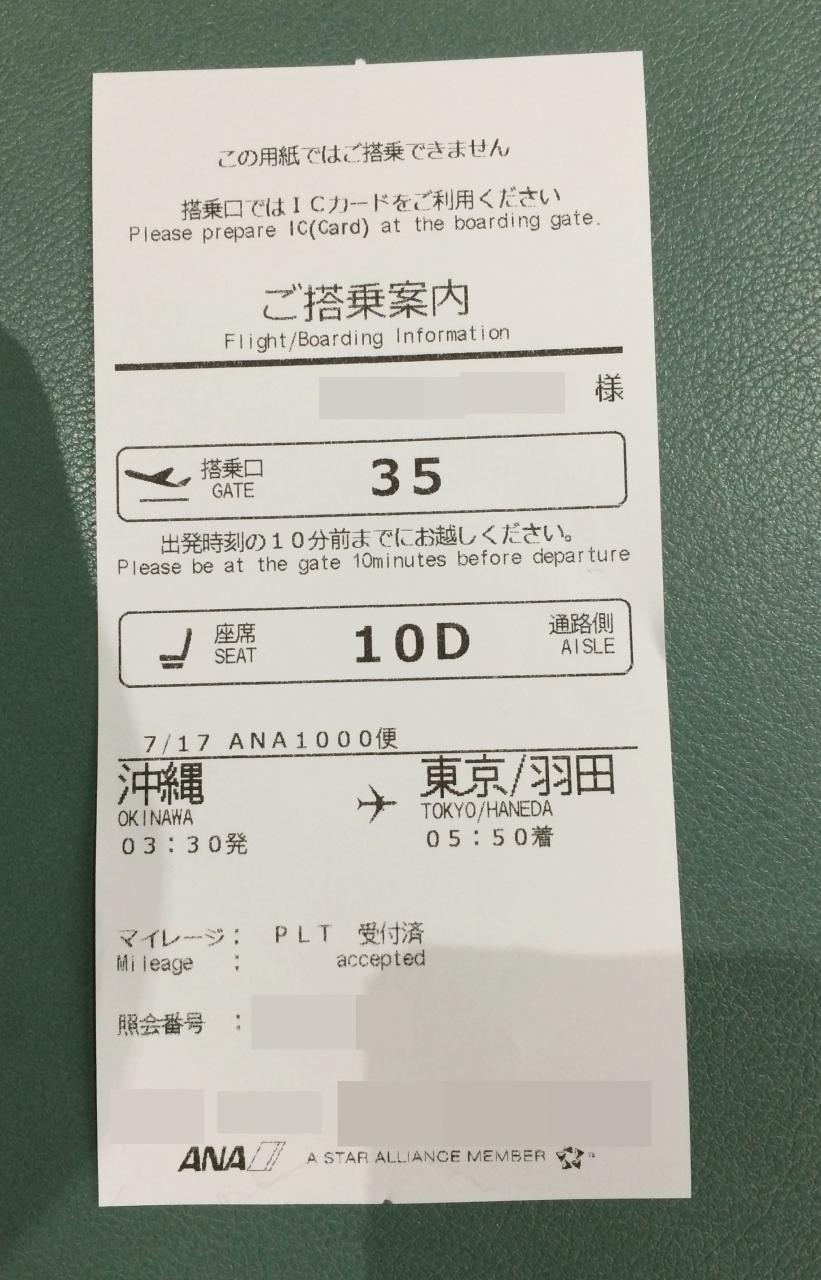 この用紙ではご搭乗できません
搭乗口ではICカードをご利用ください
Please prepare IC(Card) at the boarding gate.
ご搭乗案内
Flight/Boarding Information
様
搭乗口 35
GATE
出発時刻の10分前までにお越しください。
Please be at the gate 10minutes before departure
座席 10D 通路側
SEAT AISLE
7/17 ANA1000便
沖縄 東京/羽田
OKINAWA TOKYO/HANEDA
03:30発 05:50着
マイレージ: PLT 受付済
Mileage : accepted
照会番号 :
ANA A STAR ALLIANCE MEMBER